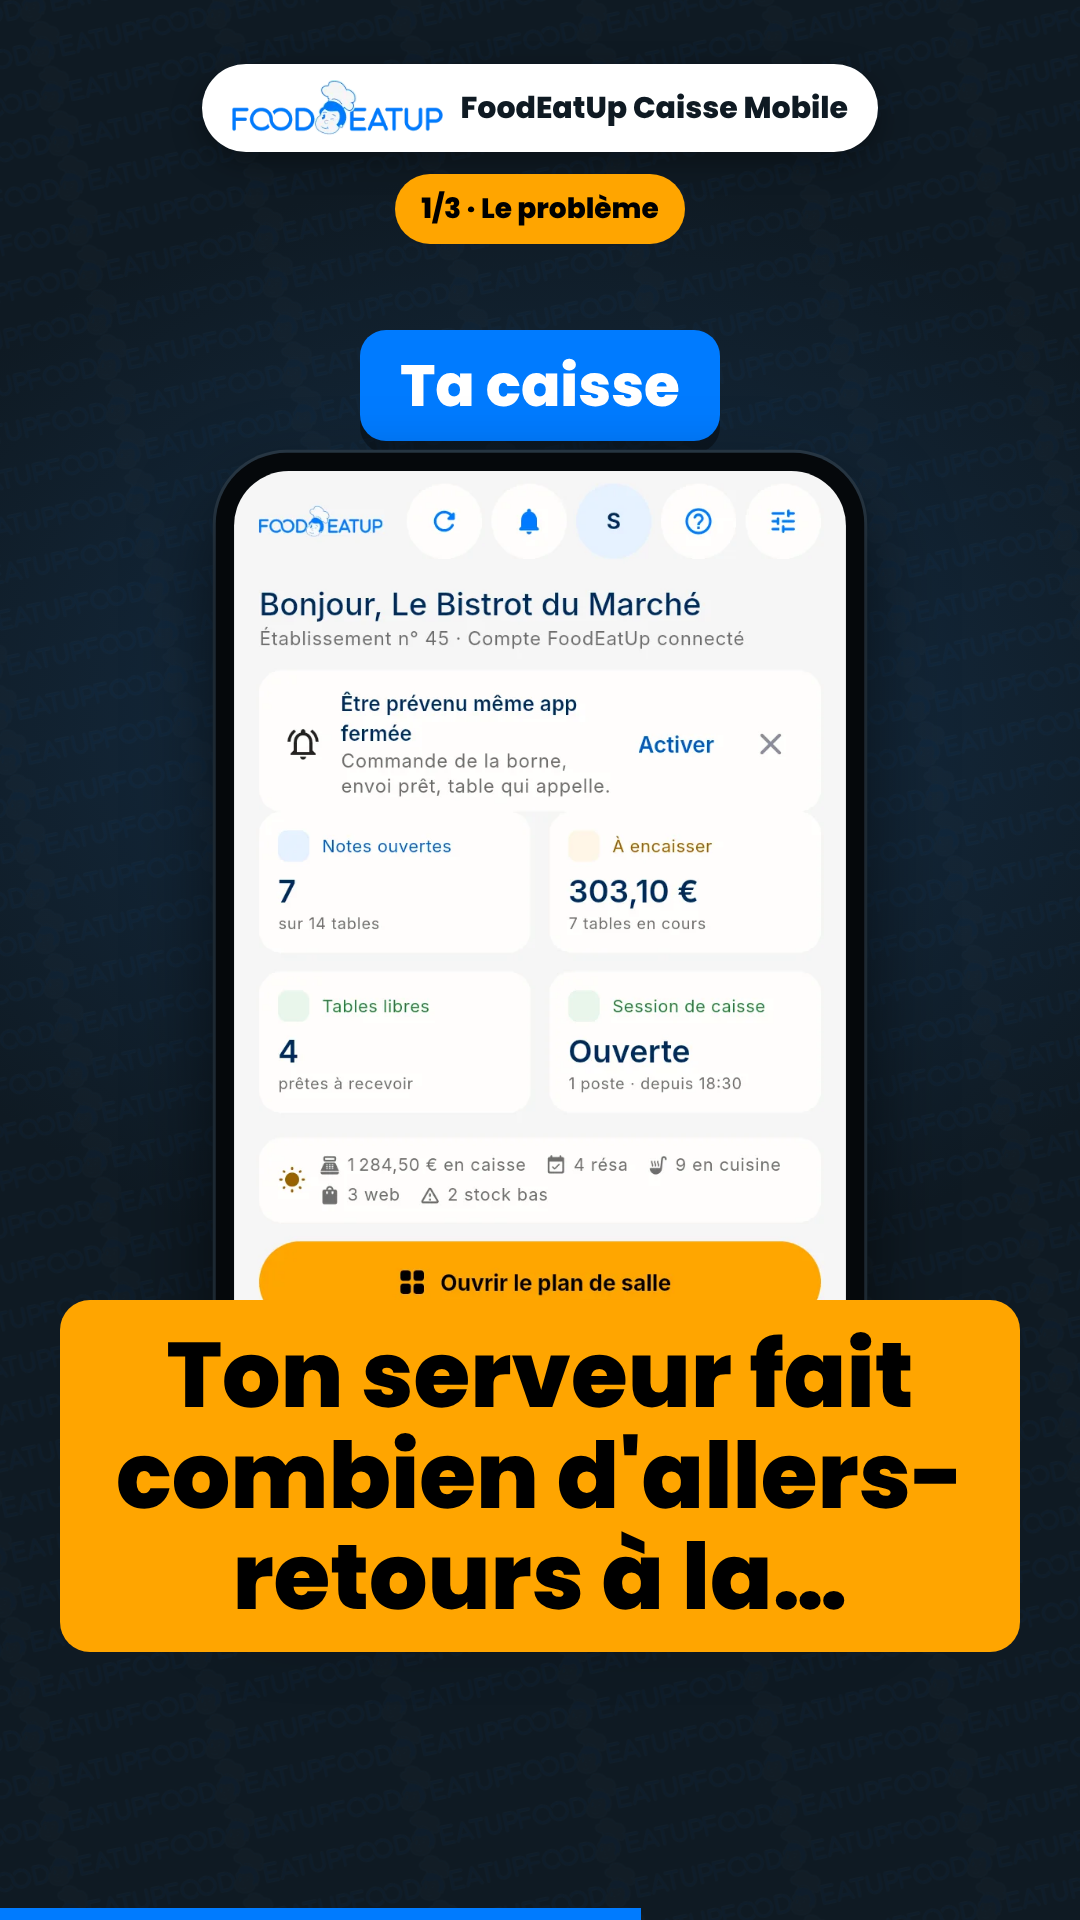 FOOD EATUP FoodEatUp Caisse Mobile
1/3 · Le problème
Ta caisse
FOOD EATUP
S
Bonjour, Le Bistrot du Marché
Établissement n° 45 · Compte FoodEatUp connecté
Être prévenu même app
fermée
Commande de la borne,
envoi prêt, table qui appelle.
Activer
Notes ouvertes
7
sur 14 tables
À encaisser
303,10 €
7 tables en cours
Tables libres
4
prêtes à recevoir
Session de caisse
Ouverte
1 poste · depuis 18:30
1 284,50 € en caisse 4 résa 9 en cuisine
3 web 2 stock bas
Ouvrir le plan de salle
Ton serveur fait
combien d'allers-
retours à la...